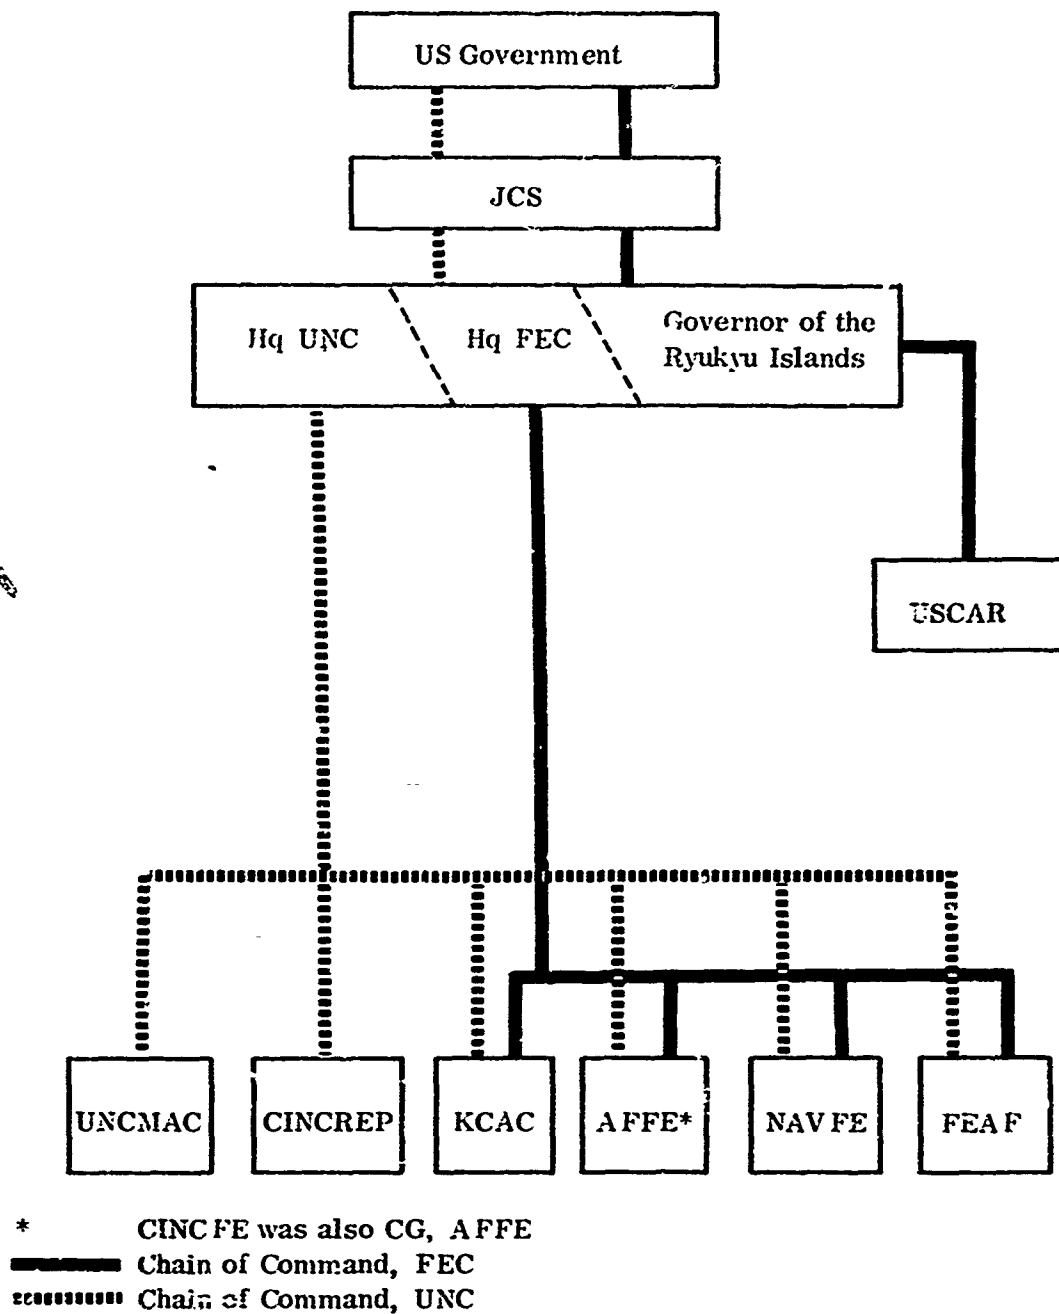 US Government
JCS
Hq UNC
Hq FEC
Governor of the
Ryukyu Islands
USCAR
UNCMAC
CINCREP
KCAC
AFFE*
NAVFE
FEAF
* CINCFE was also CG, AFFE
Chain of Command, FEC
Chain of Command, UNC